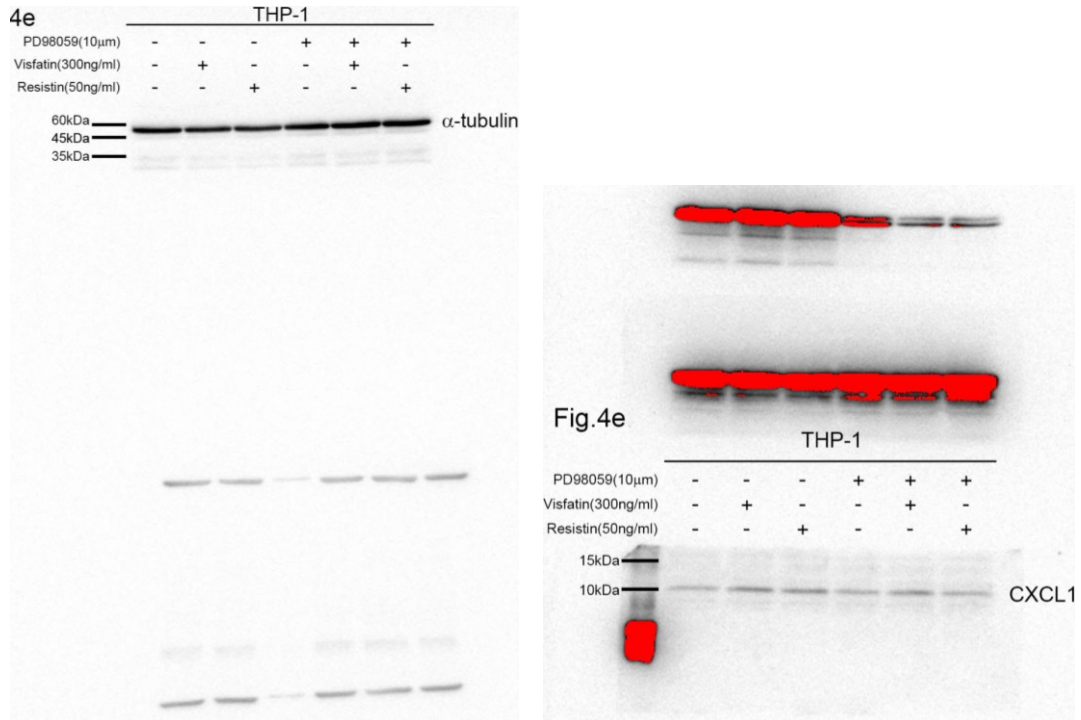 4e
THP-1
PD98059(10μm) - - - + + +
Visfatin(300ng/ml) - + - - + -
Resistin(50ng/ml) - - + - - +
60kDa
α-tubulin
45kDa
35kDa
Fig.4e
THP-1
PD98059(10μm) - - - + + +
Visfatin(300ng/ml) - + - - + -
Resistin(50ng/ml) - - + - - +
15kDa
10kDa
CXCL1